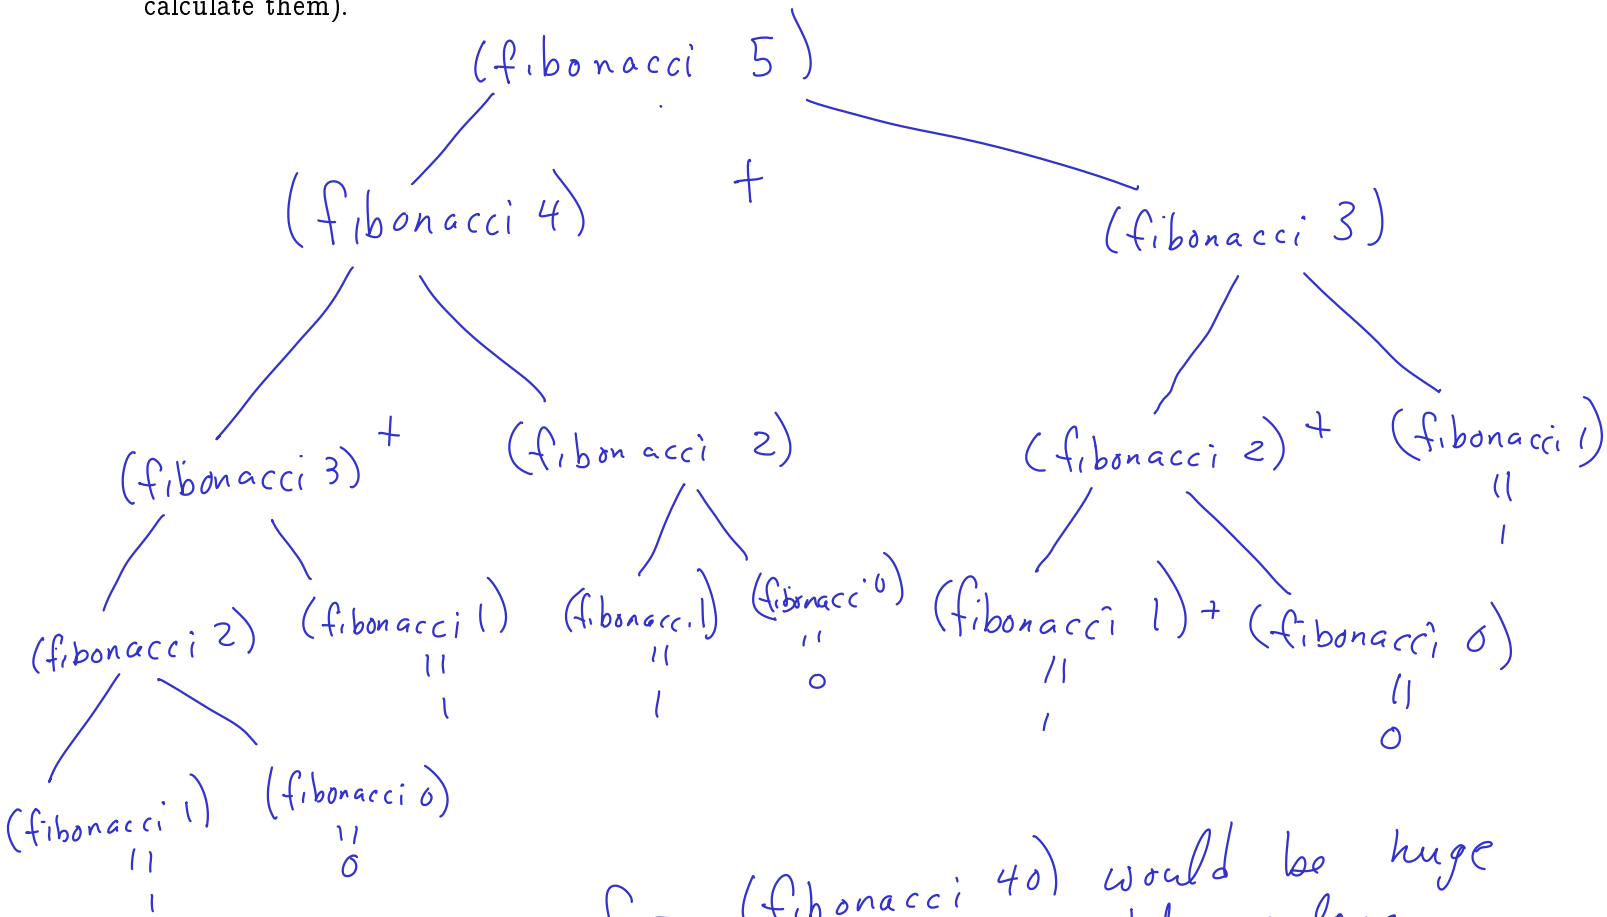 calculate them).
(fibonacci 5)
(fibonacci 4) + (fibonacci 3)
(fibonacci 3) + (fibonacci 2) (fibonacci 2) + (fibonacci 1)
||
1
(fibonacci 2) (fibonacci 1) (fibonacci 1) (fibonacci 0) (fibonacci 1) + (fibonacci 0)
|| || || || ||
1 1 0 1 0
(fibonacci 1) (fibonacci 0)
|| ||
1 0
(fibonacci 40) would be huge